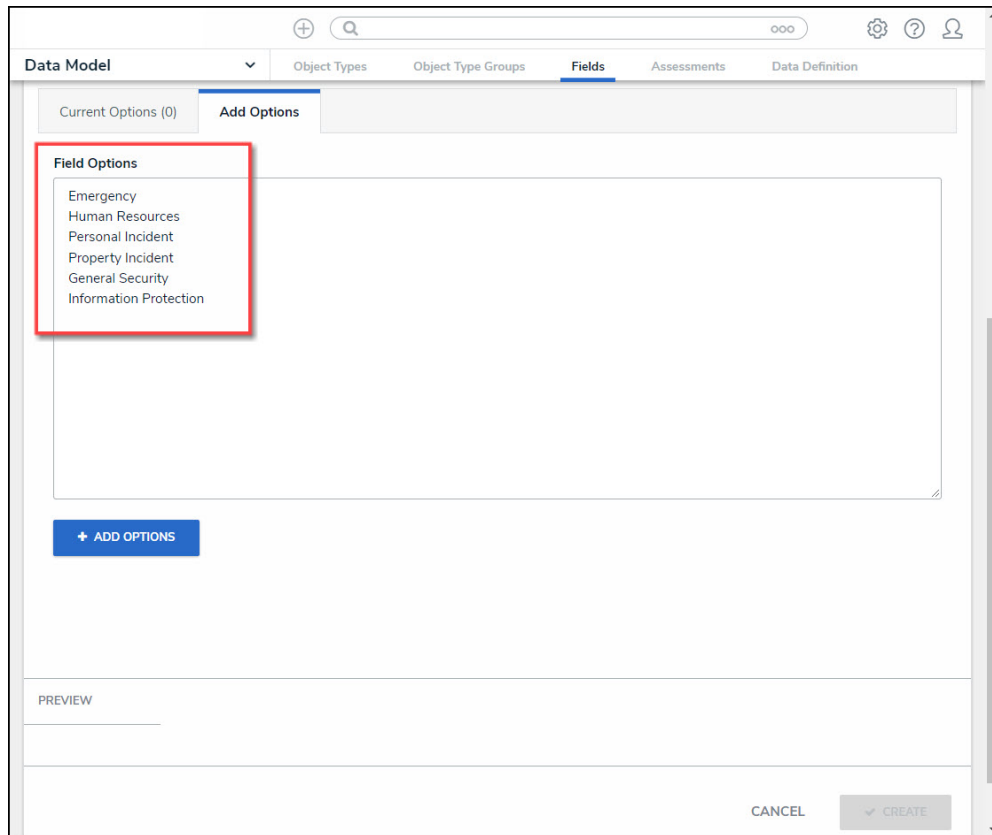 ooo
Data Model
Object Types Object Type Groups Fields Assessments Data Definition
Current Options (0) Add Options
Field Options
Emergency
Human Resources
Personal Incident
Property Incident
General Security
Information Protection
+ ADD OPTIONS
PREVIEW
CANCEL ✓ CREATE